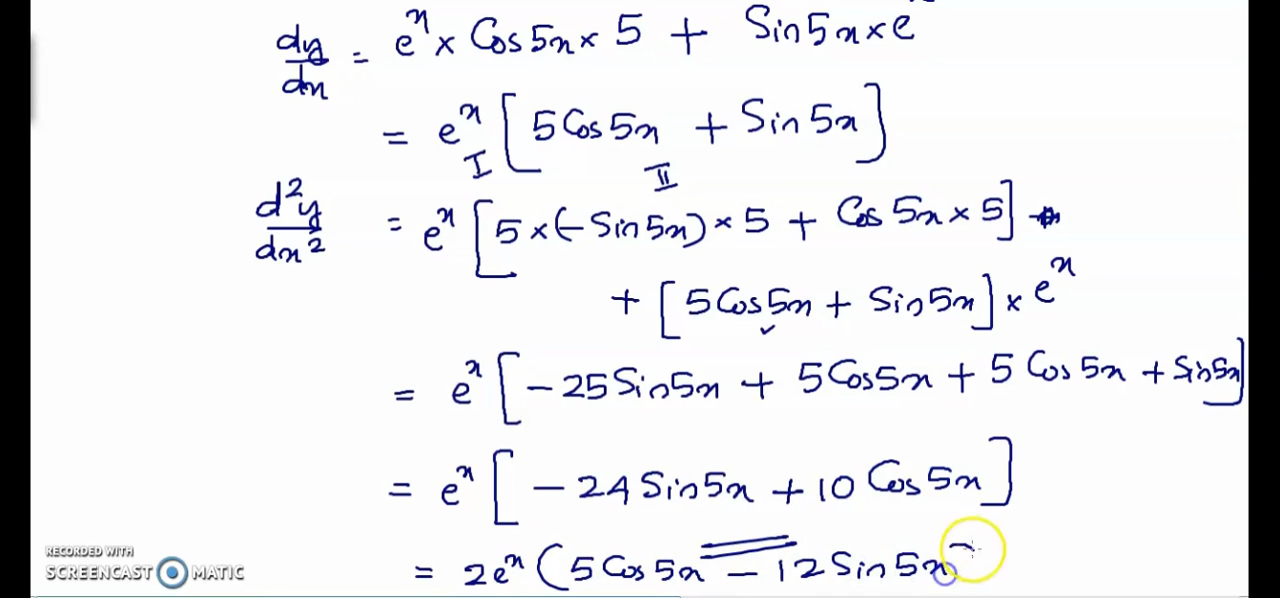 dy/dx = e^x × Cos5x × 5 + Sin5x × e
= e^x [5Cos5x + Sin5x]
I II
d²y/dx² = e^x [5 × (-Sin5x) × 5 + Cos5x × 5]
+ [5Cos5x + Sin5x] × e^x
= e^x [-25Sin5x + 5Cos5x + 5Cos5x + Sin5x]
= e^x [-24Sin5x + 10Cos5x]
= 2e^x (5Cos5x - 12Sin5x
RECORDED WITH
SCREENCAST MATIC